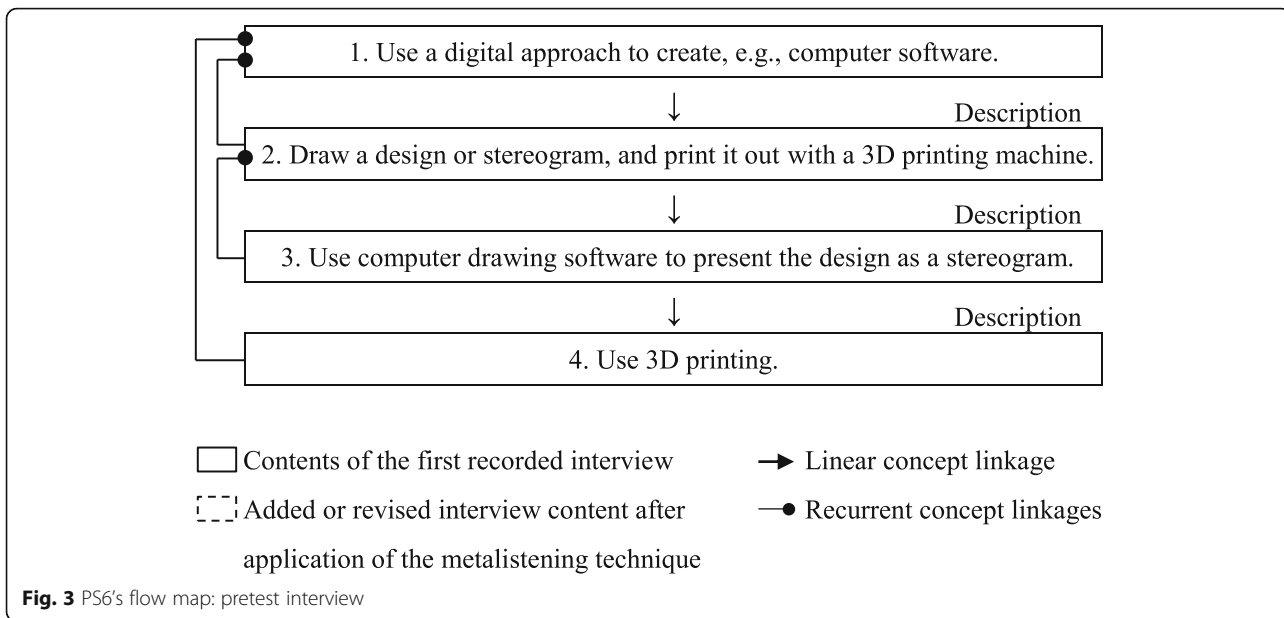 1. Use a digital approach to create, e.g., computer software.
↓
Description
2. Draw a design or stereogram, and print it out with a 3D printing machine.
↓
Description
3. Use computer drawing software to present the design as a stereogram.
↓
Description
4. Use 3D printing.
Contents of the first recorded interview
Linear concept linkage
Added or revised interview content after
Recurrent concept linkages
application of the metalistening technique
Fig. 3 PS6's flow map: pretest interview